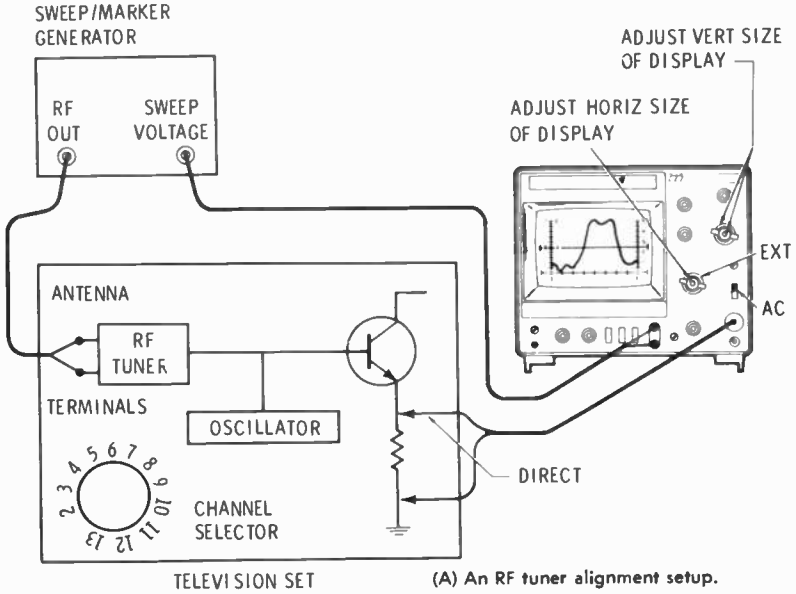 SWEEP/MARKER
GENERATOR
RF
OUT
SWEEP
VOLTAGE
ADJUST VERT SIZE
OF DISPLAY
ADJUST HORIZ SIZE
OF DISPLAY
EXT
AC
ANTENNA
RF
TUNER
TERMINALS
OSCILLATOR
DIRECT
2 3 4 5 6 7 8 9 10 11 12 13
CHANNEL
SELECTOR
TELEVISION SET
(A) An RF tuner alignment setup.